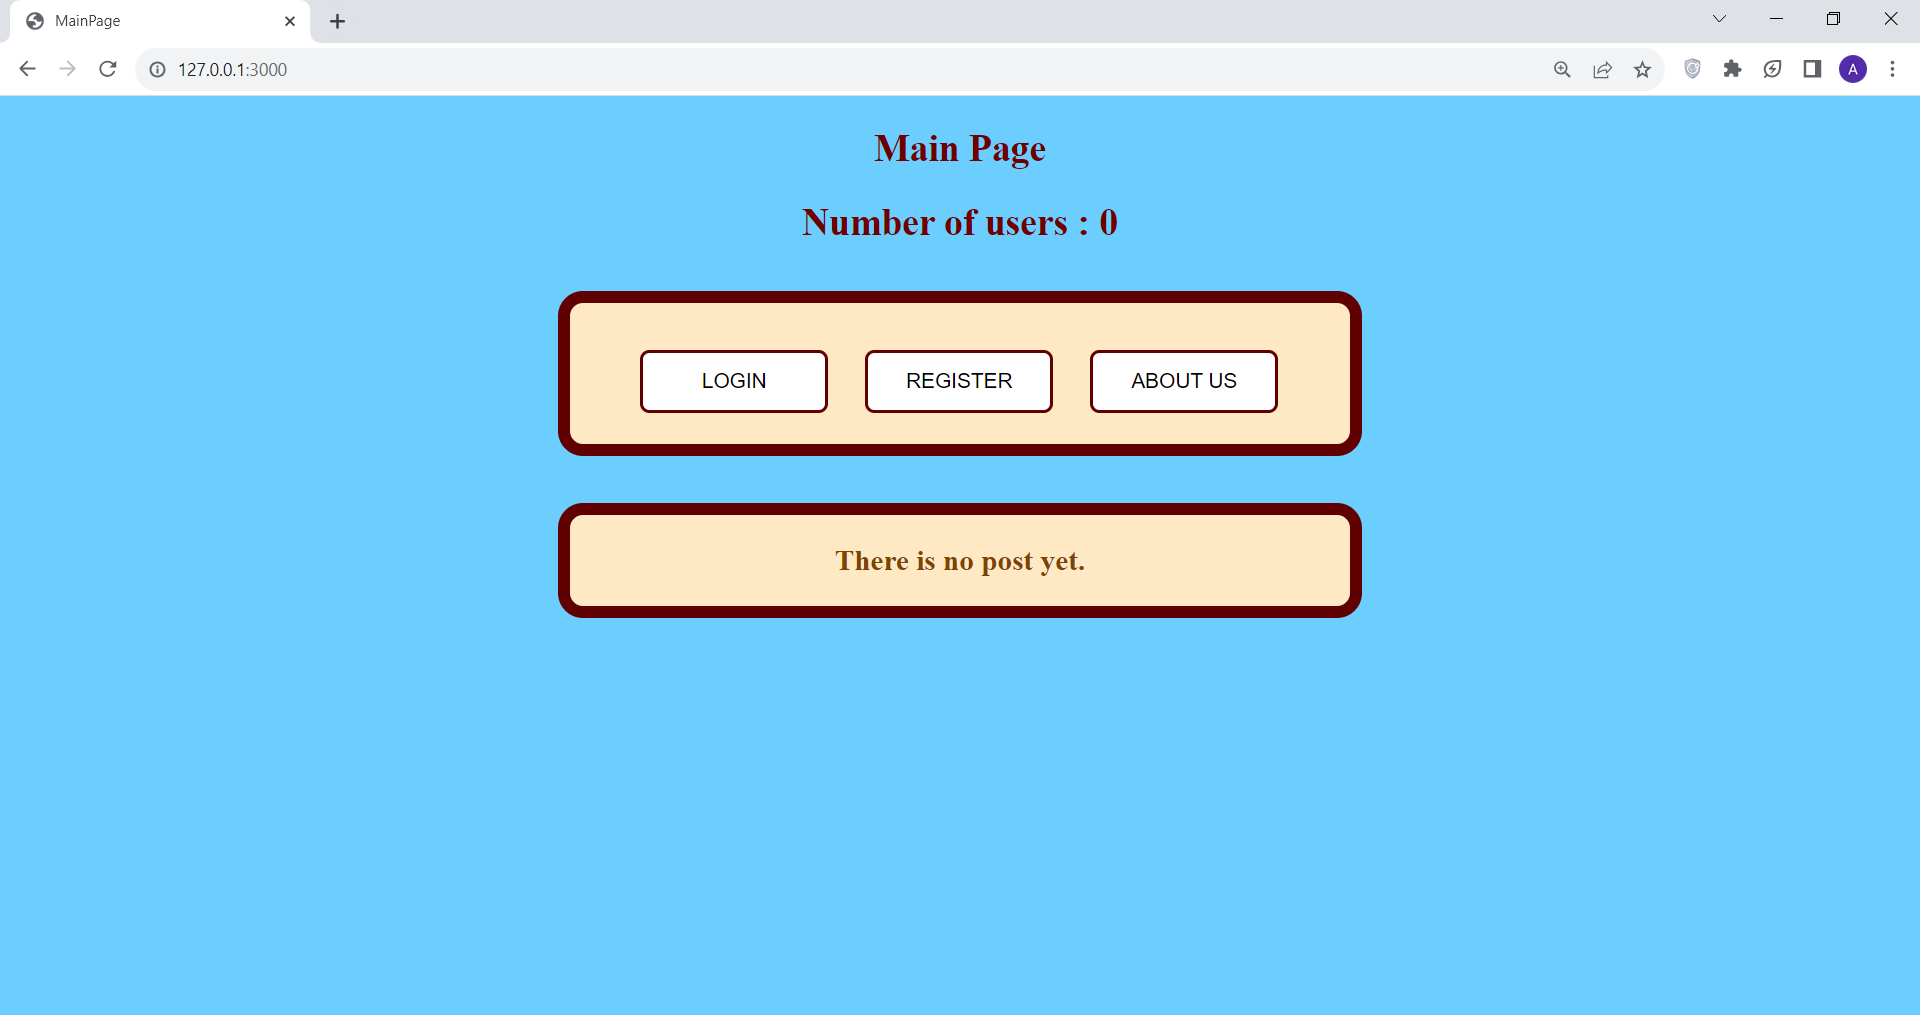 MainPage
127.0.0.1:3000
A
Main Page
Number of users : 0
LOGIN REGISTER ABOUT US
There is no post yet.